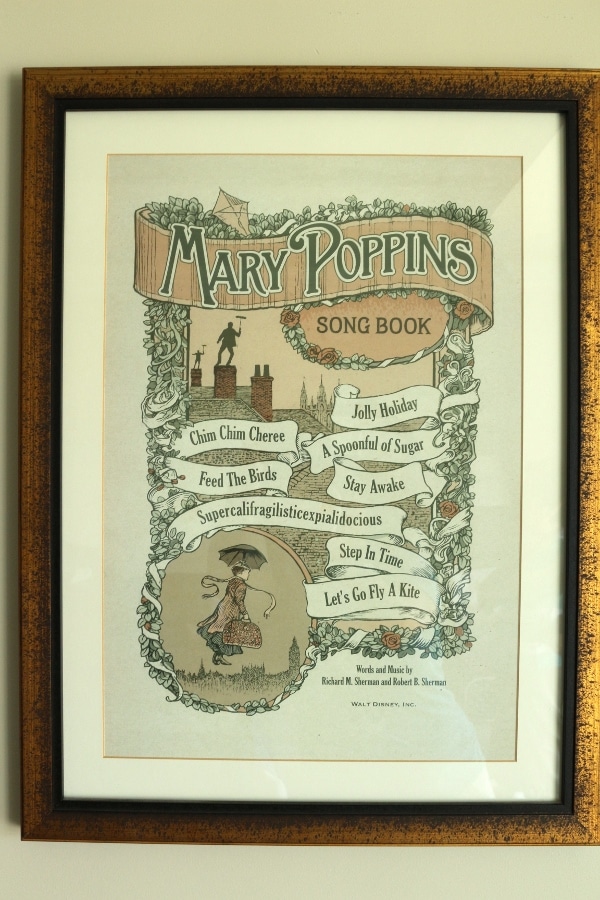 MARY POPPINS
SONG BOOK
Jolly Holiday
Chim Chim Cheree
A Spoonful of Sugar
Feed The Birds
Stay Awake
Supercalifragilisticexpialidocious
Step In Time
Let's Go Fly A Kite
Words and Music by
Richard M. Sherman and Robert B. Sherman
WALT DISNEY, INC.